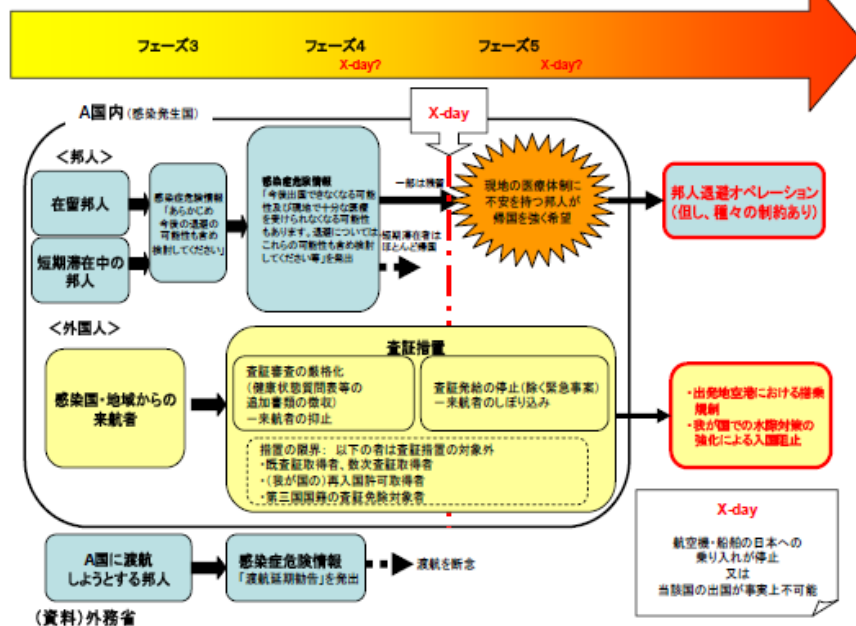 フェーズ3
フェーズ4
フェーズ5
X-day?
X-day?
A国内(感染発生国)
X-day
<邦人>
在留邦人
短期滞在中の
邦人
感染症危険情報
「あらかじめ
今後の退避の
可能性も含め
検討してください」
感染症危険情報
「今後出国できなくなる可能
性及び現地で十分な医療
を受けられなくなる可能性
もあります。退避については
これらの可能性も含め検討
してください等」を発出
一部は残留
短期滞在者は
ほとんど帰国
現地の医療体制に
不安を持つ邦人が
帰国を強く希望
邦人退避オペレーション
(但し、種々の制約あり)
<外国人>
感染国・地域からの
来航者
査証措置
査証審査の厳格化
(健康状態質問表等の
追加書類の徴収)
―来航者の抑止
査証発給の停止(除く緊急事案)
―来航者のしぼり込み
措置の限界: 以下の者は査証措置の対象外
・既査証取得者、数次査証取得者
・(我が国の)再入国許可取得者
・第三国国籍の査証免除対象者
・出発地空港における搭乗
規制
・我が国での水際対策の
強化による入国阻止
A国に渡航
しようとする邦人
感染症危険情報
「渡航延期勧告」を発出
渡航を断念
X-day
航空機・船舶の日本への
乗り入れが停止
又は
当該国の出国が事実上不可能
(資料)外務省